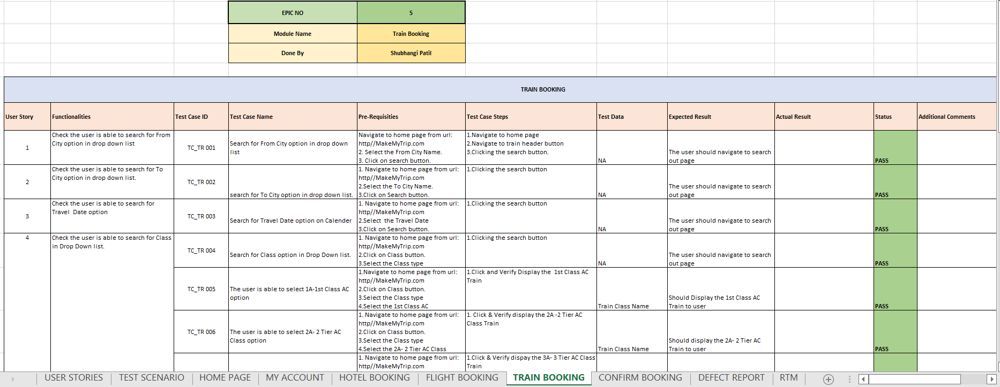 EPIC NO 5
Module Name Train Booking
Done By Shubhangi Patil
TRAIN BOOKING
User Story Functionalities Test Case ID Test Case Name Pre-Requisities Test Case Steps Test Data Expected Result Actual Result Status Additional Comments
1
Check the user is able to search for From
City option in drop down list
TC_TR 001
Search for From City option in drop down
list
Navigate to home page from url:
http//MakeMyTrip.com
2. Select the From City Name.
3. Click on search button.
1.Navigate to home page
2.Navigate to train header button
3.Clicking the search button.
NA
The user should navigate to search
out page
PASS
2
Check the user is able to search for To
City option in drop down list.
TC_TR 002
search for To City option in drop down list.
1. Navigate to home page from url:
http//MakeMyTrip.com
2.Select the To City Name.
3.Click on Search button.
1.Clicking the search button
NA
The user should navigate to search
out page
PASS
3
Check the user is able to search for
Travel  Date option
TC_TR 003
Search for Travel Date option on Calender
1. Navigate to home page from url:
http//MakeMyTrip.com
2.Select  the Travel Date
3.Click on Search button.
1.Clicking the search button
NA
The user should navigate to search
out page
PASS
4
Check the user is able to search for Class
in Drop Down list.
TC_TR 004
Search for Class option in Drop Down list.
1. Navigate to home page from url:
http//MakeMyTrip.com
2.Click on Class button.
3.Select the Class type
1.Clicking the search button
NA
The user should navigate to search
out page
PASS
TC_TR 005
The user is able to select 1A-1st Class AC
option
1.Navigate to home page from url:
http//MakeMyTrip.com
2.Click on Class button.
3.Select the Class type
4.Select the 1st Class AC
1.Click and Verify Display the  1st Class AC
Train
Train Class Name
Should Display the 1st Class AC
Train to user
PASS
TC_TR 006
The user is able to select 2A- 2 Tier AC
Class option
1. Navigate to home page from url:
http//MakeMyTrip.com
2.Click on Class button.
3.Select the Class type
4.Select the 2A- 2 Tier AC Class
1. Click & Verify display the 2A -2 Tier AC
Class Train
Train Class Name
Should display the 2A- 2 Tier AC
Train to user
PASS
1. Navigate to home page from url:
http//MakeMyTrip.com
1.Click & Verify dispay the 3A- 3 Tier AC Class
Train
USER STORIES TEST SCENARIO HOME PAGE MY ACCOUNT HOTEL BOOKING FLIGHT BOOKING TRAIN BOOKING CONFIRM BOOKING DEFECT REPORT RTM